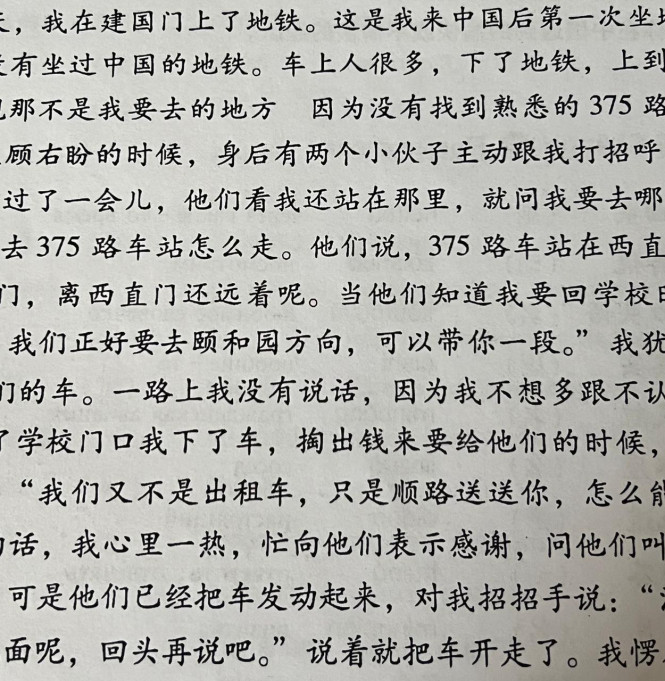 ，我在建国门上了地铁。这是我来中国后第一次坐
有坐过中国的地铁。车上人很多，下了地铁，上到
那不是我要去的地方 因为没有找到熟悉的 375 路
顾右盼的时候，身后有两个小伙子主动跟我打招呼
过了一会儿，他们看我还站在那里，就问我要去哪
去 375 路车站怎么走。他们说，375 路车站在西直
门，离西直门还远着呢。当他们知道我要回学校
我们正好要去颐和园方向，可以带你一段。”我犹
们的车。一路上我没有说话，因为我不想多跟不认
了学校门口我下了车，掏出钱来要给他们的时候，
“我们又不是出租车，只是顺路送送你，怎么能
话，我心里一热，忙向他们表示感谢，问他们叫
可是他们已经把车发动起来，对我招招手说：“
面呢，回头再说吧。”说着就把车开走了。我愣